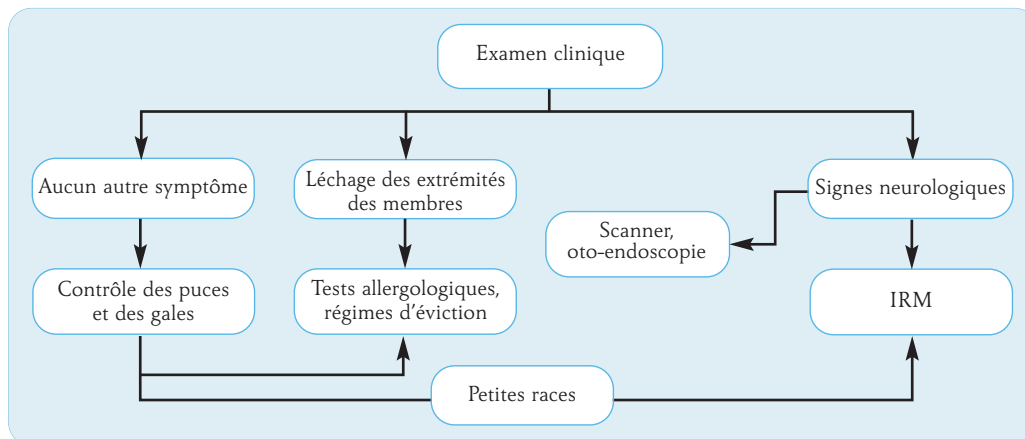 Examen clinique
Aucun autre symptôme
Léchage des extrémités
des membres
Signes neurologiques
Scanner,
oto-endoscopie
Contrôle des puces
et des gales
Tests allergologiques,
régimes d'éviction
IRM
Petites races